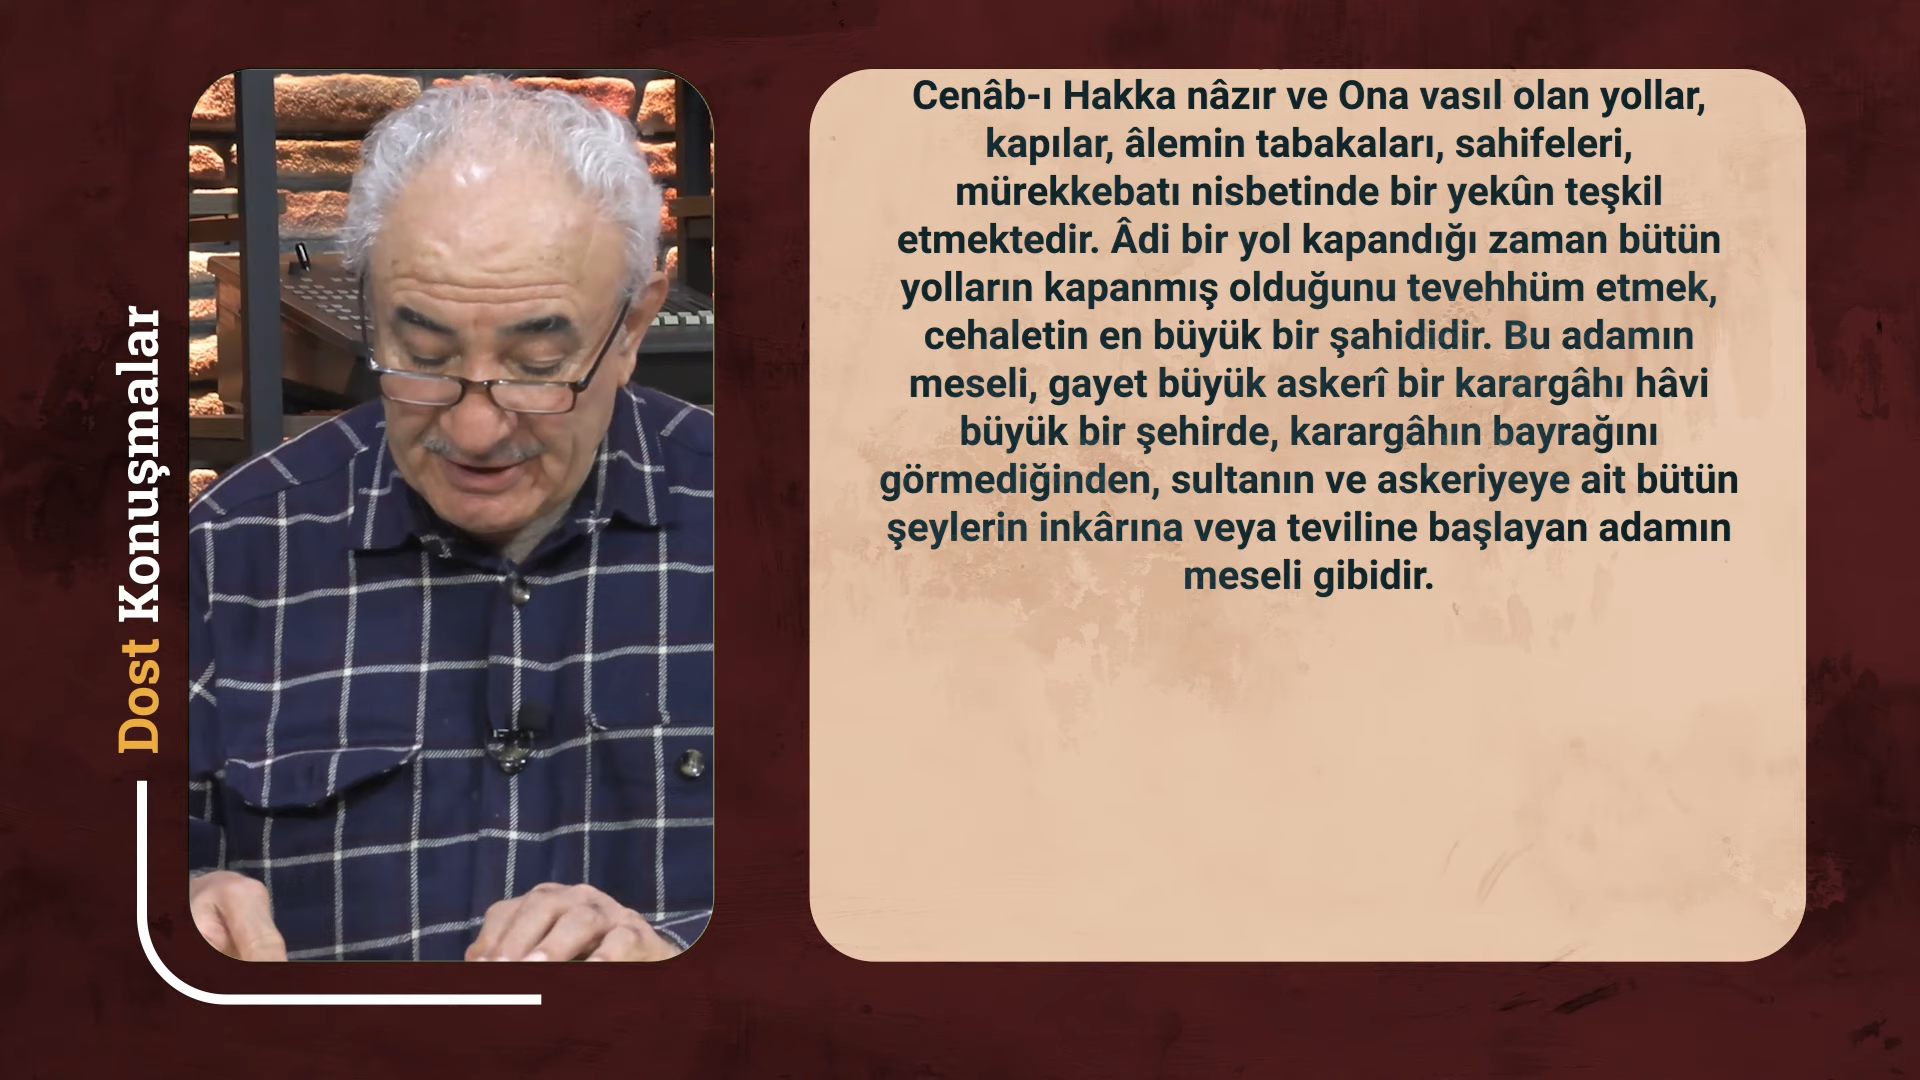 Dost Konuşmalar
Cenâb-ı Hakka nâzır ve Ona vasıl olan yollar,
kapılar, âlemin tabakaları, sahifeleri,
mürekkebatı nisbetinde bir yekûn teşkil
etmektedir. Âdi bir yol kapandığı zaman bütün
yolların kapanmış olduğunu tevehhüm etmek,
cehaletin en büyük bir şahididir. Bu adamın
meseli, gayet büyük askerî bir karargâhı hâvi
büyük bir şehirde, karargâhın bayrağını
görmediğinden, sultanın ve askeriyeye ait bütün
şeylerin inkârına veya teviline başlayan adamın
meseli gibidir.